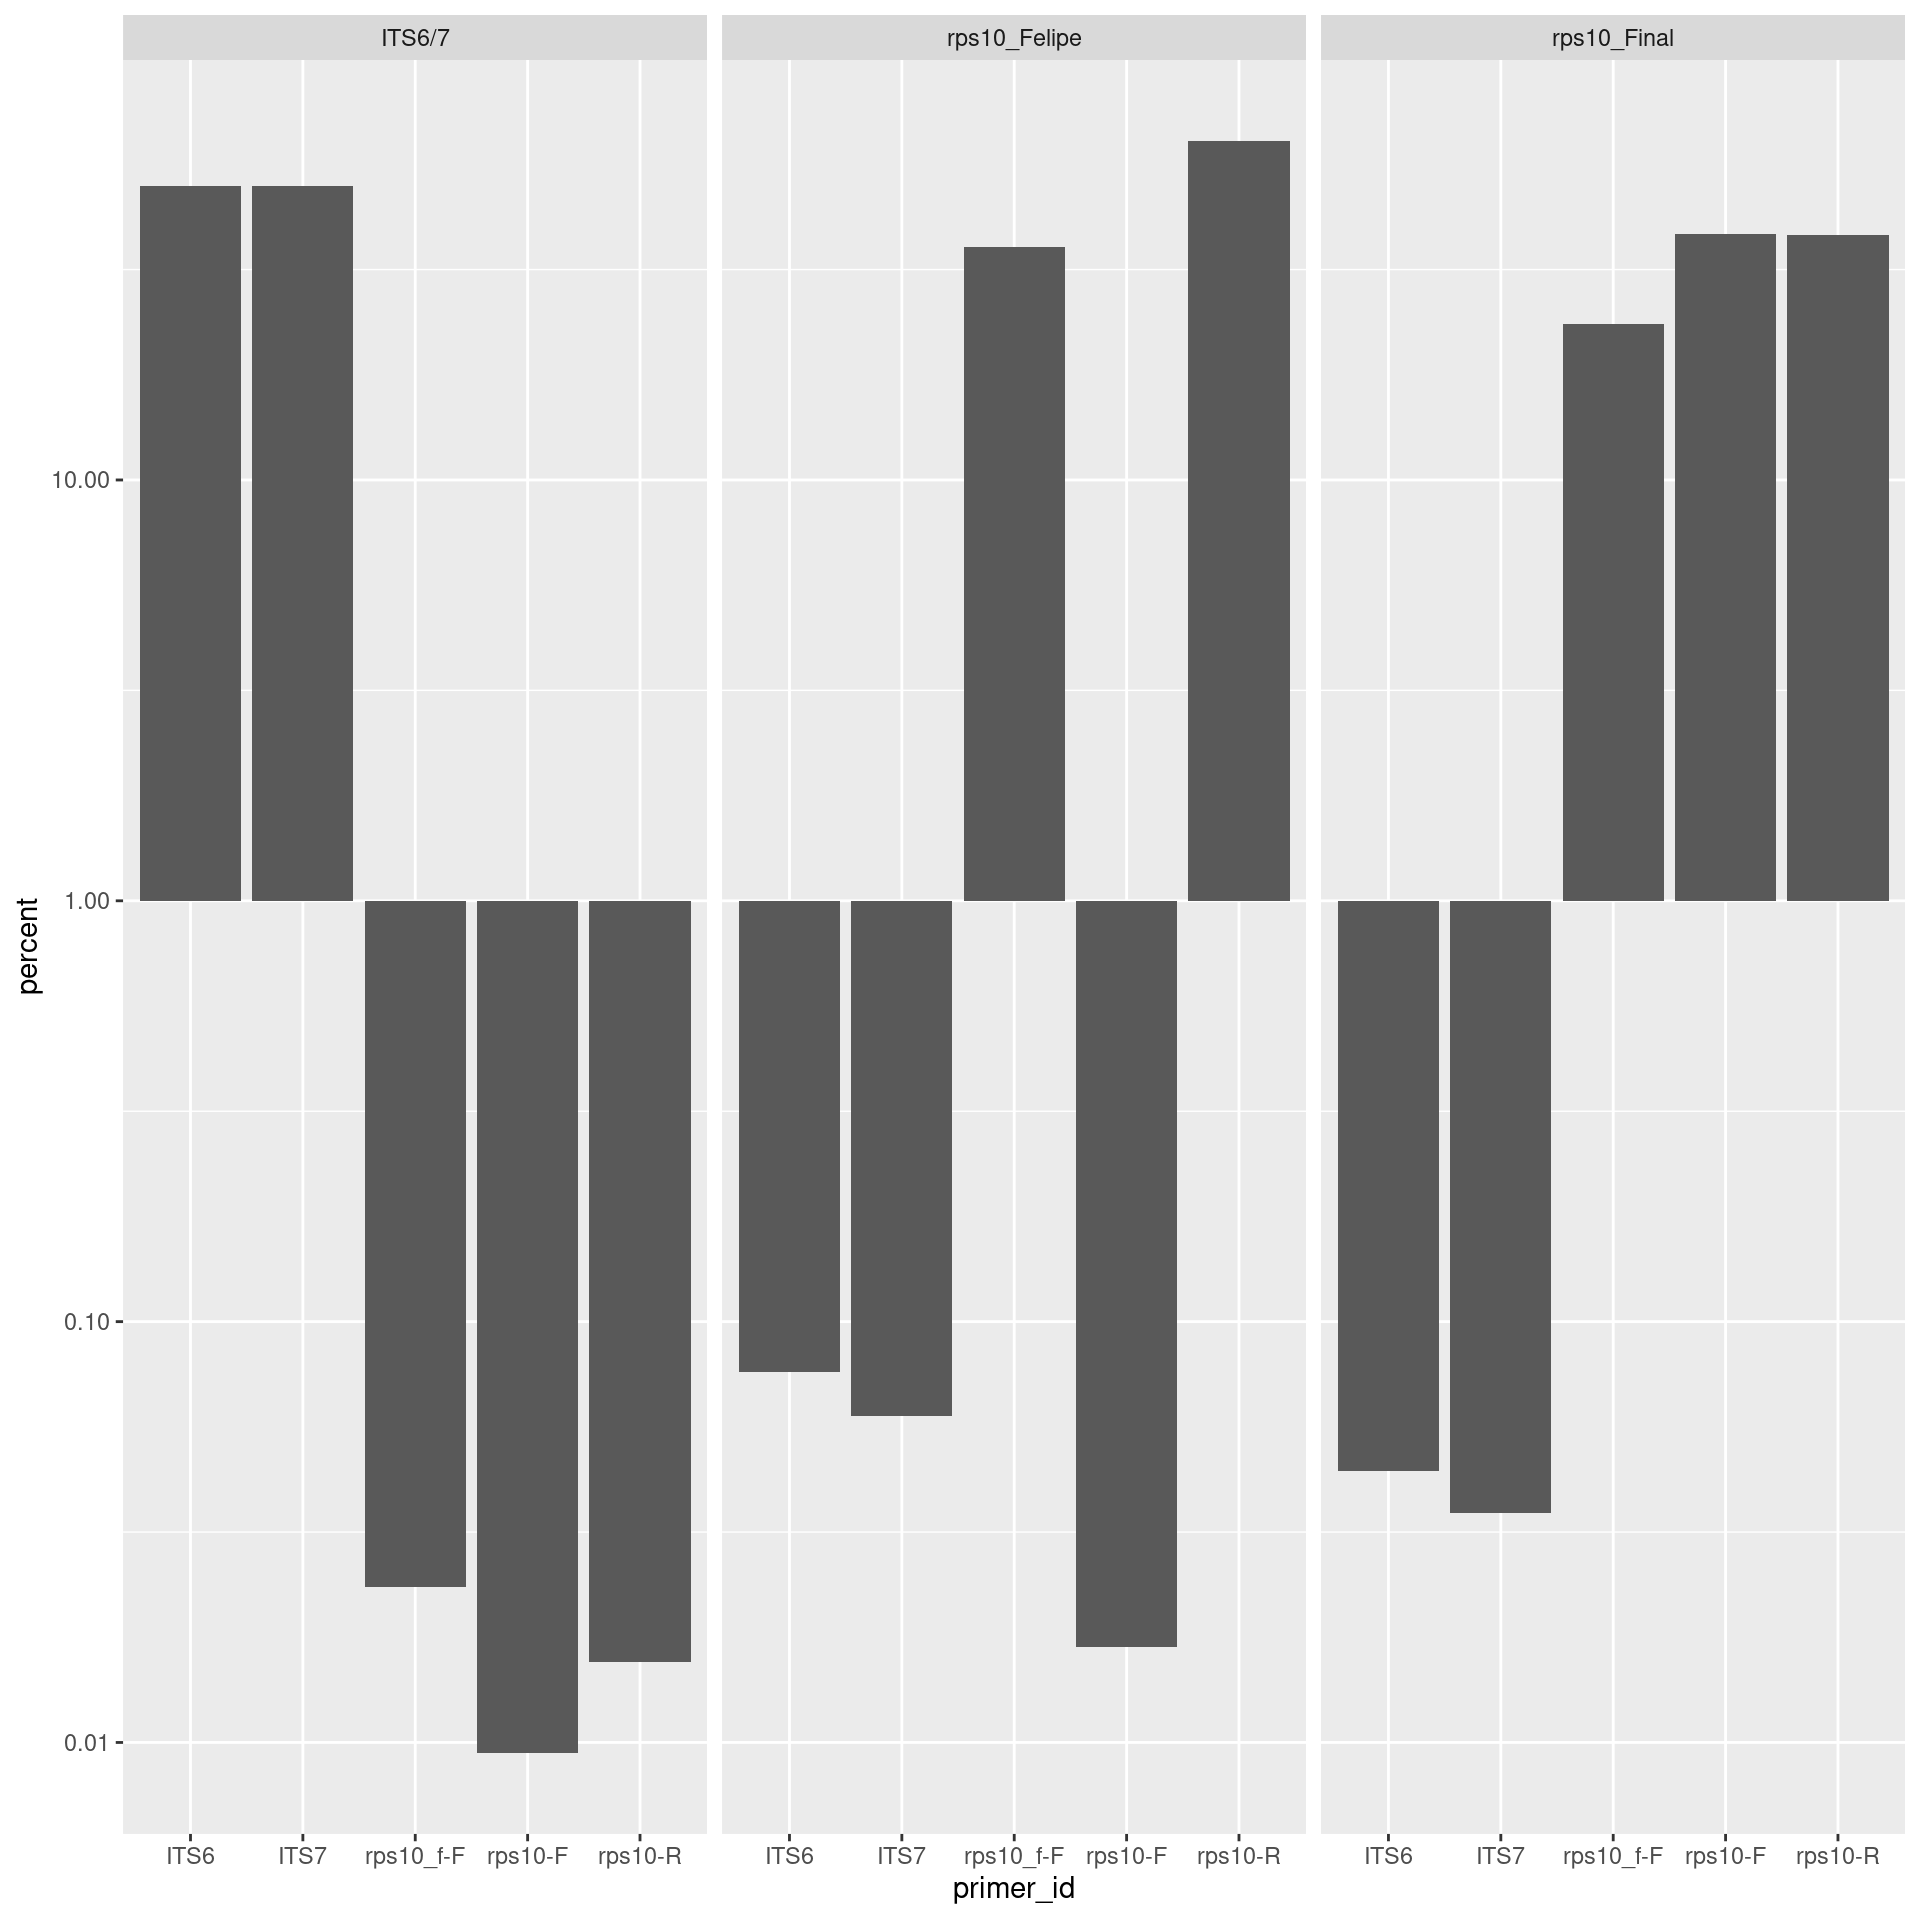 ITS6/7 rps10_Felipe rps10_Final
10.00
1.00
0.10
0.01
percent
ITS6 ITS7 rps10_f-F rps10-F rps10-R ITS6 ITS7 rps10_f-F rps10-F rps10-R ITS6 ITS7 rps10_f-F rps10-F rps10-R
primer_id